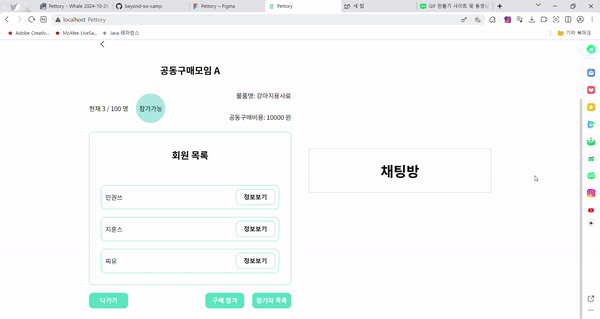 Pettory - Whale 2024-10-2
beyond-sw-camp
Pettory – Figma
Pettory
새 탭
GIF 만들기 사이트 및 동영상
localhost Pettory
Adobe Creativ...
McAfee LiveSa...
Java 레퍼런스
기타 북마크
공동구매모임 A
물품명: 강아지용사료
현재 3 / 100 명
참가가능
공동구매비용: 10000 원
회원 목록
민권쓰
정보보기
지훈스
정보보기
찌유
정보보기
나가기
참가자 목록
채팅방